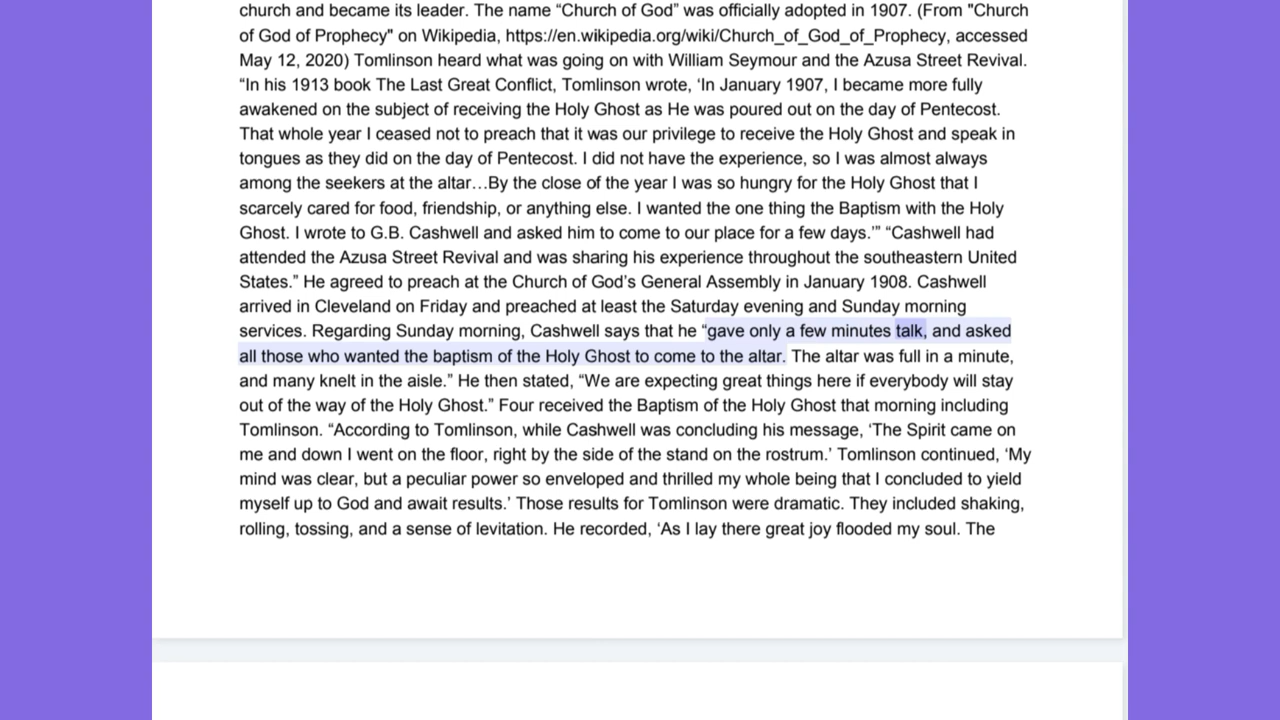 church and became its leader. The name “Church of God” was officially adopted in 1907. (From "Church
of God of Prophecy" on Wikipedia, https://en.wikipedia.org/wiki/Church_of_God_of_Prophecy, accessed
May 12, 2020) Tomlinson heard what was going on with William Seymour and the Azusa Street Revival.
“In his 1913 book The Last Great Conflict, Tomlinson wrote, ‘In January 1907, I became more fully
awakened on the subject of receiving the Holy Ghost as He was poured out on the day of Pentecost.
That whole year I ceased not to preach that it was our privilege to receive the Holy Ghost and speak in
tongues as they did on the day of Pentecost. I did not have the experience, so I was almost always
among the seekers at the altar…By the close of the year I was so hungry for the Holy Ghost that I
scarcely cared for food, friendship, or anything else. I wanted the one thing the Baptism with the Holy
Ghost. I wrote to G.B. Cashwell and asked him to come to our place for a few days.’” “Cashwell had
attended the Azusa Street Revival and was sharing his experience throughout the southeastern United
States.” He agreed to preach at the Church of God’s General Assembly in January 1908. Cashwell
arrived in Cleveland on Friday and preached at least the Saturday evening and Sunday morning
services. Regarding Sunday morning, Cashwell says that he “gave only a few minutes talk, and asked
all those who wanted the baptism of the Holy Ghost to come to the altar. The altar was full in a minute,
and many knelt in the aisle.” He then stated, “We are expecting great things here if everybody will stay
out of the way of the Holy Ghost.” Four received the Baptism of the Holy Ghost that morning including
Tomlinson. “According to Tomlinson, while Cashwell was concluding his message, ‘The Spirit came on
me and down I went on the floor, right by the side of the stand on the rostrum.’ Tomlinson continued, ‘My
mind was clear, but a peculiar power so enveloped and thrilled my whole being that I concluded to yield
myself up to God and await results.’ Those results for Tomlinson were dramatic. They included shaking,
rolling, tossing, and a sense of levitation. He recorded, ‘As I lay there great joy flooded my soul. The